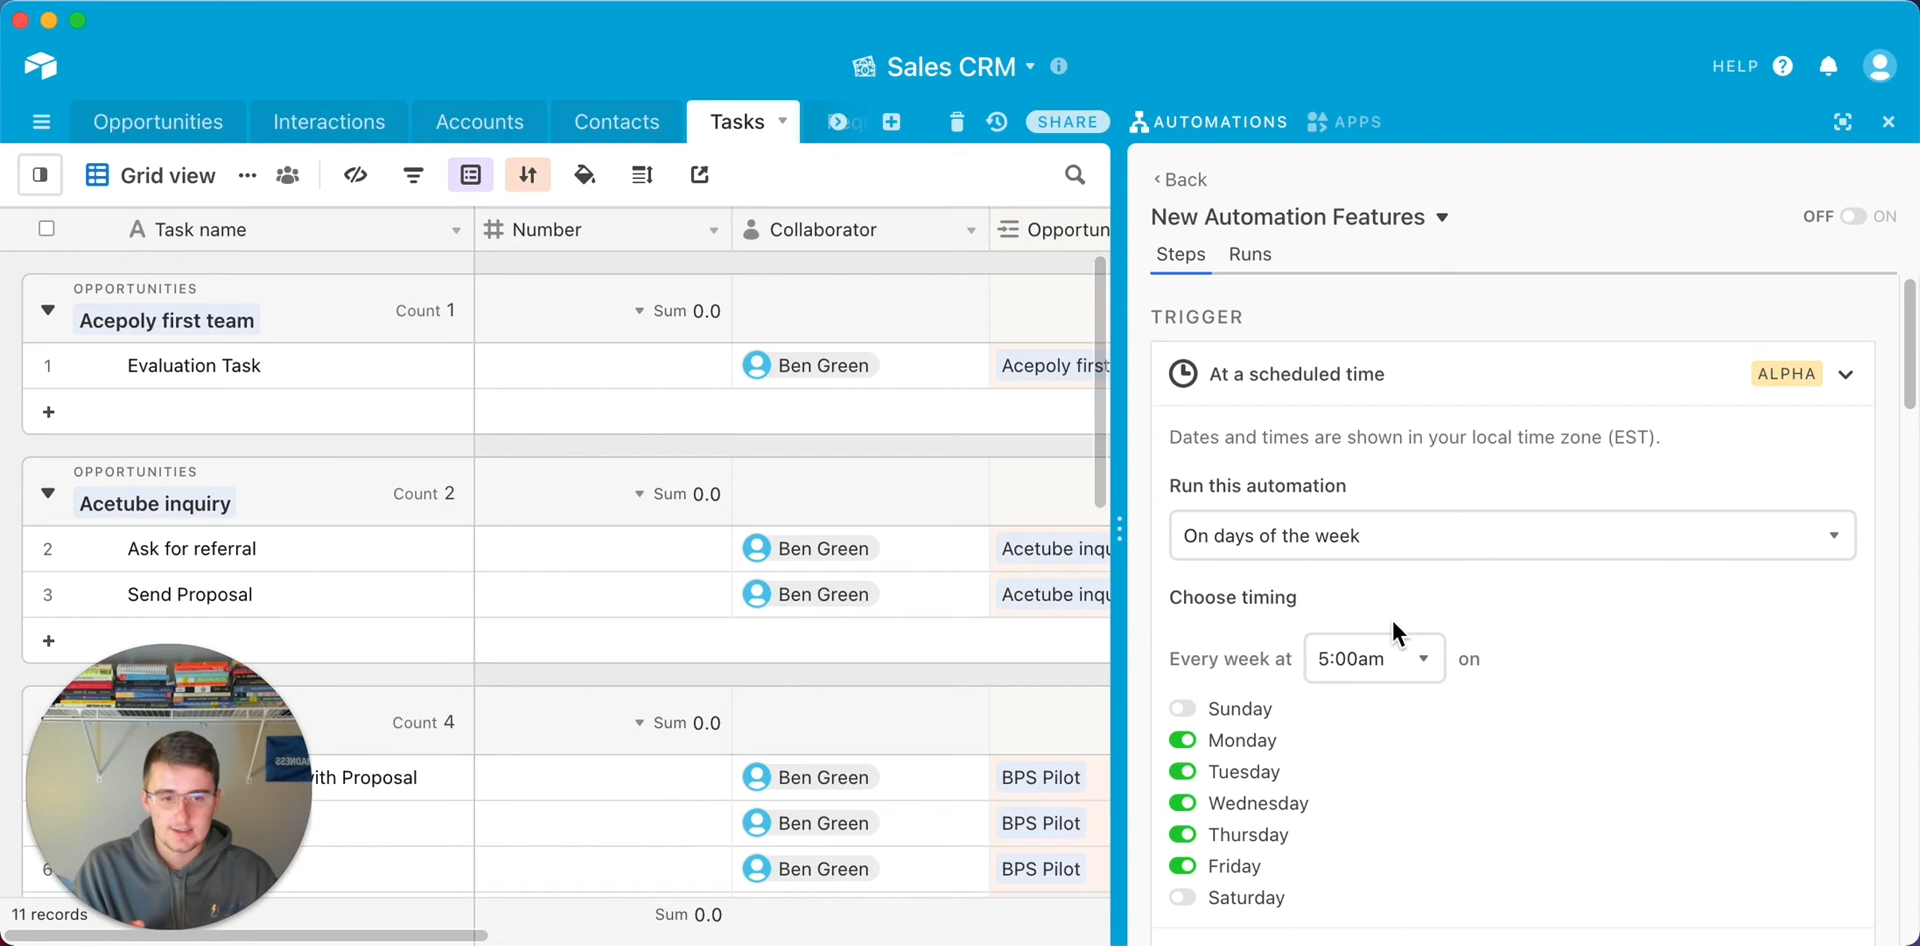 Sales CRM
HELP
Opportunities
Interactions
Accounts
Contacts
Tasks
SHARE
AUTOMATIONS
APPS
Grid view
Task name
Number
Collaborator
Opportun
OPPORTUNITIES
Acepoly first team
Count 1
Sum 0.0
1
Evaluation Task
Ben Green
Acepoly first
OPPORTUNITIES
Acetube inquiry
Count 2
Sum 0.0
2
Ask for referral
Ben Green
Acetube inqu
3
Send Proposal
Ben Green
Acetube inqu
Count 4
Sum 0.0
with Proposal
Ben Green
BPS Pilot
Ben Green
BPS Pilot
6
Ben Green
BPS Pilot
11 records
Sum 0.0
Back
New Automation Features
OFF
ON
Steps
Runs
TRIGGER
At a scheduled time
ALPHA
Dates and times are shown in your local time zone (EST).
Run this automation
On days of the week
Choose timing
Every week at
5:00am
on
Sunday
Monday
Tuesday
Wednesday
Thursday
Friday
Saturday